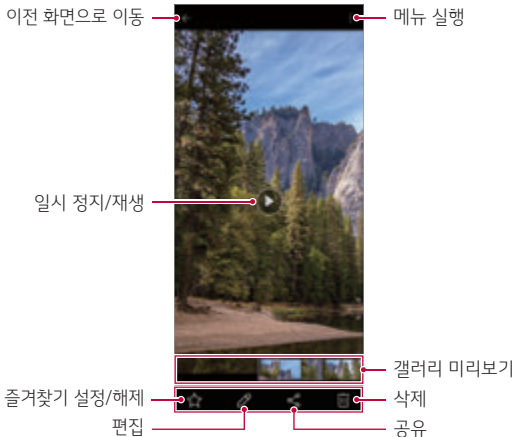 이전 화면으로 이동
메뉴 실행
일시 정지/재생
갤러리 미리보기
즐겨찾기 설정/해제
삭제
편집
공유